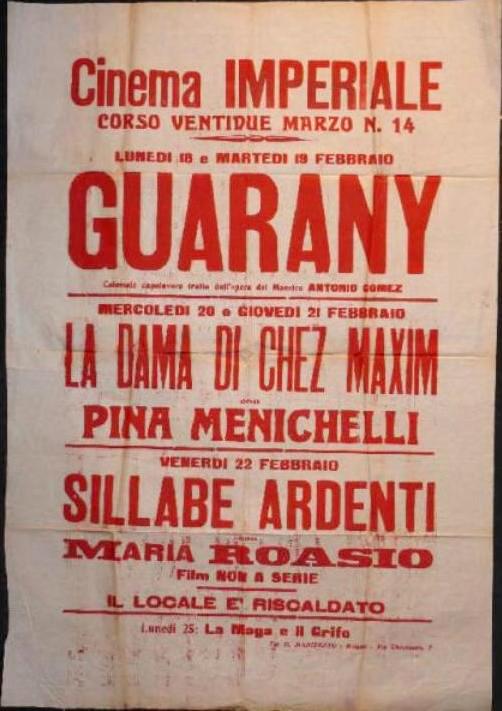 Cinema IMPERIALE
CORSO VENTIDUE MARZO N. 14
LUNEDI 18 e MARTEDI 19 FEBBRAIO
GUARANY
Colossale capolavoro tratto dall'opera del Maestro ANTONIO GOMEZ
MERCOLEDI 20 e GIOVEDI 21 FEBBRAIO
LA DAMA DI CHEZ MAXIM
con
PINA MENICHELLI
VENERDI 22 FEBBRAIO
SILLABE ARDENTI
con
MARIA ROASIO
Film NON A SERIE
IL LOCALE E' RISCALDATO
Lunedi 25: La Maga e il Grifo